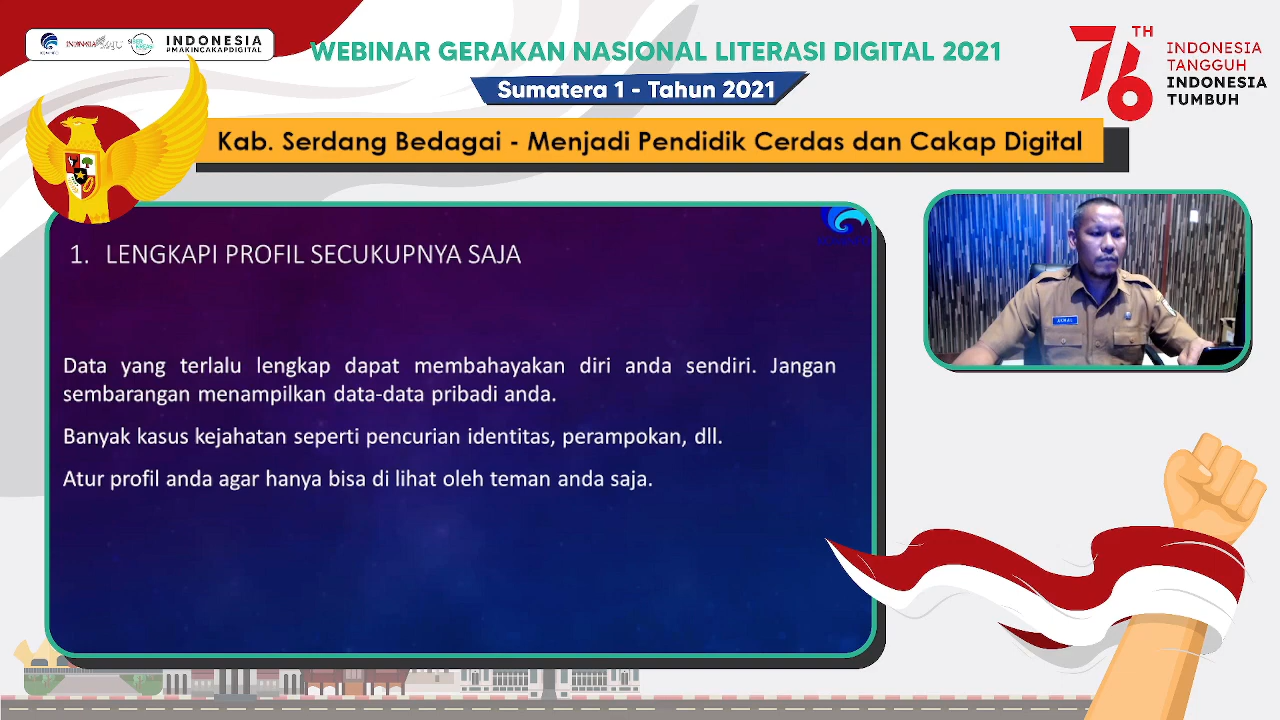 INDONESIA
#MAKINCAKAPDIGITAL
WEBINAR GERAKAN NASIONAL LITERASI DIGITAL 2021
Sumatera 1 - Tahun 2021
76 TH
INDONESIA
TANGGUH
INDONESIA
TUMBUH
Kab. Serdang Bedagai - Menjadi Pendidik Cerdas dan Cakap Digital
1. LENGKAPI PROFIL SECUKUPNYA SAJA
Data yang terlalu lengkap dapat membahayakan diri anda sendiri. Jangan
sembarangan menampilkan data-data pribadi anda.
Banyak kasus kejahatan seperti pencurian identitas, perampokan, dll.
Atur profil anda agar hanya bisa di lihat oleh teman anda saja.